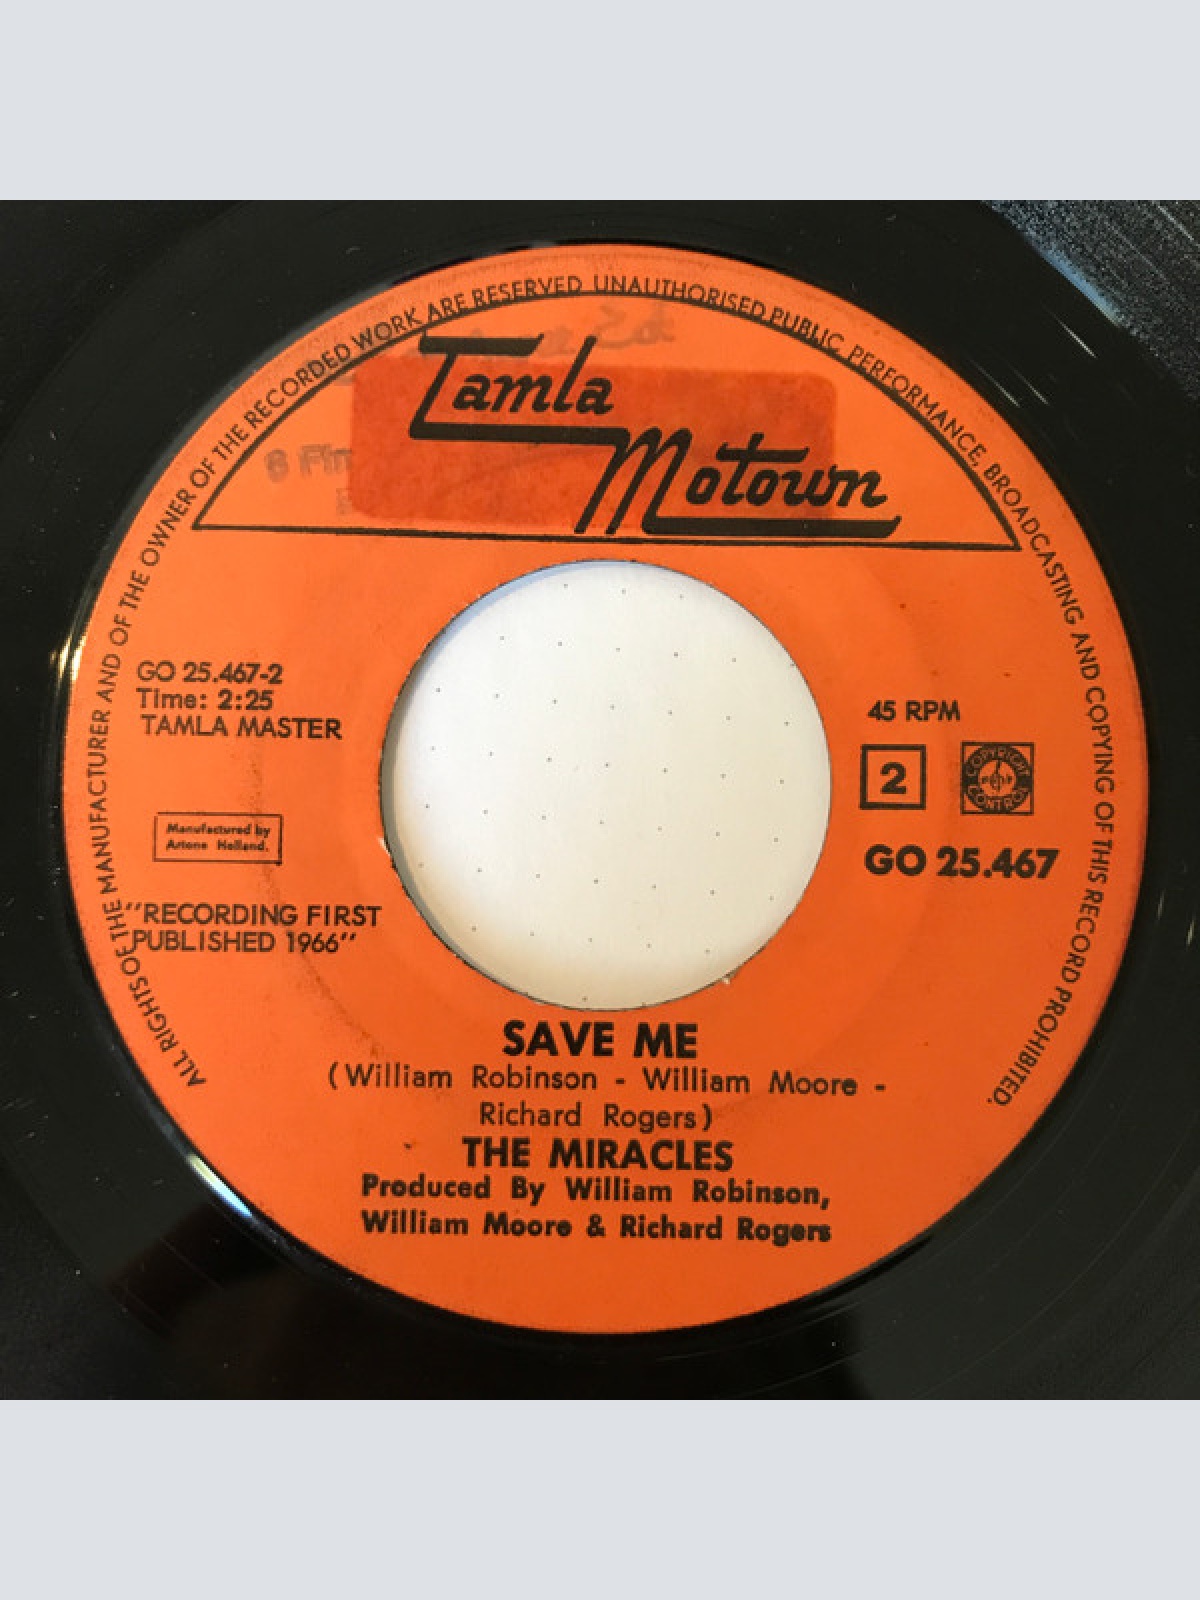 ALL RIGHTS OF THE MANUFACTURER AND OF THE OWNER OF THE RECORDED WORK ARE RESERVED UNAUTHORISED PUBLIC PERFORMANCE, BROADCASTING AND COPYING OF THIS RECORD PROHIBITED.
Tamla
Motown
GO 25.467-2
Time: 2:25
TAMLA MASTER
Manufactured by
Artone Holland.
"RECORDING FIRST
PUBLISHED 1966"
45 RPM
2
COPYRIGHT
CONTROL
GO 25.467
SAVE ME
(William Robinson - William Moore -
Richard Rogers)
THE MIRACLES
Produced By William Robinson,
William Moore & Richard Rogers